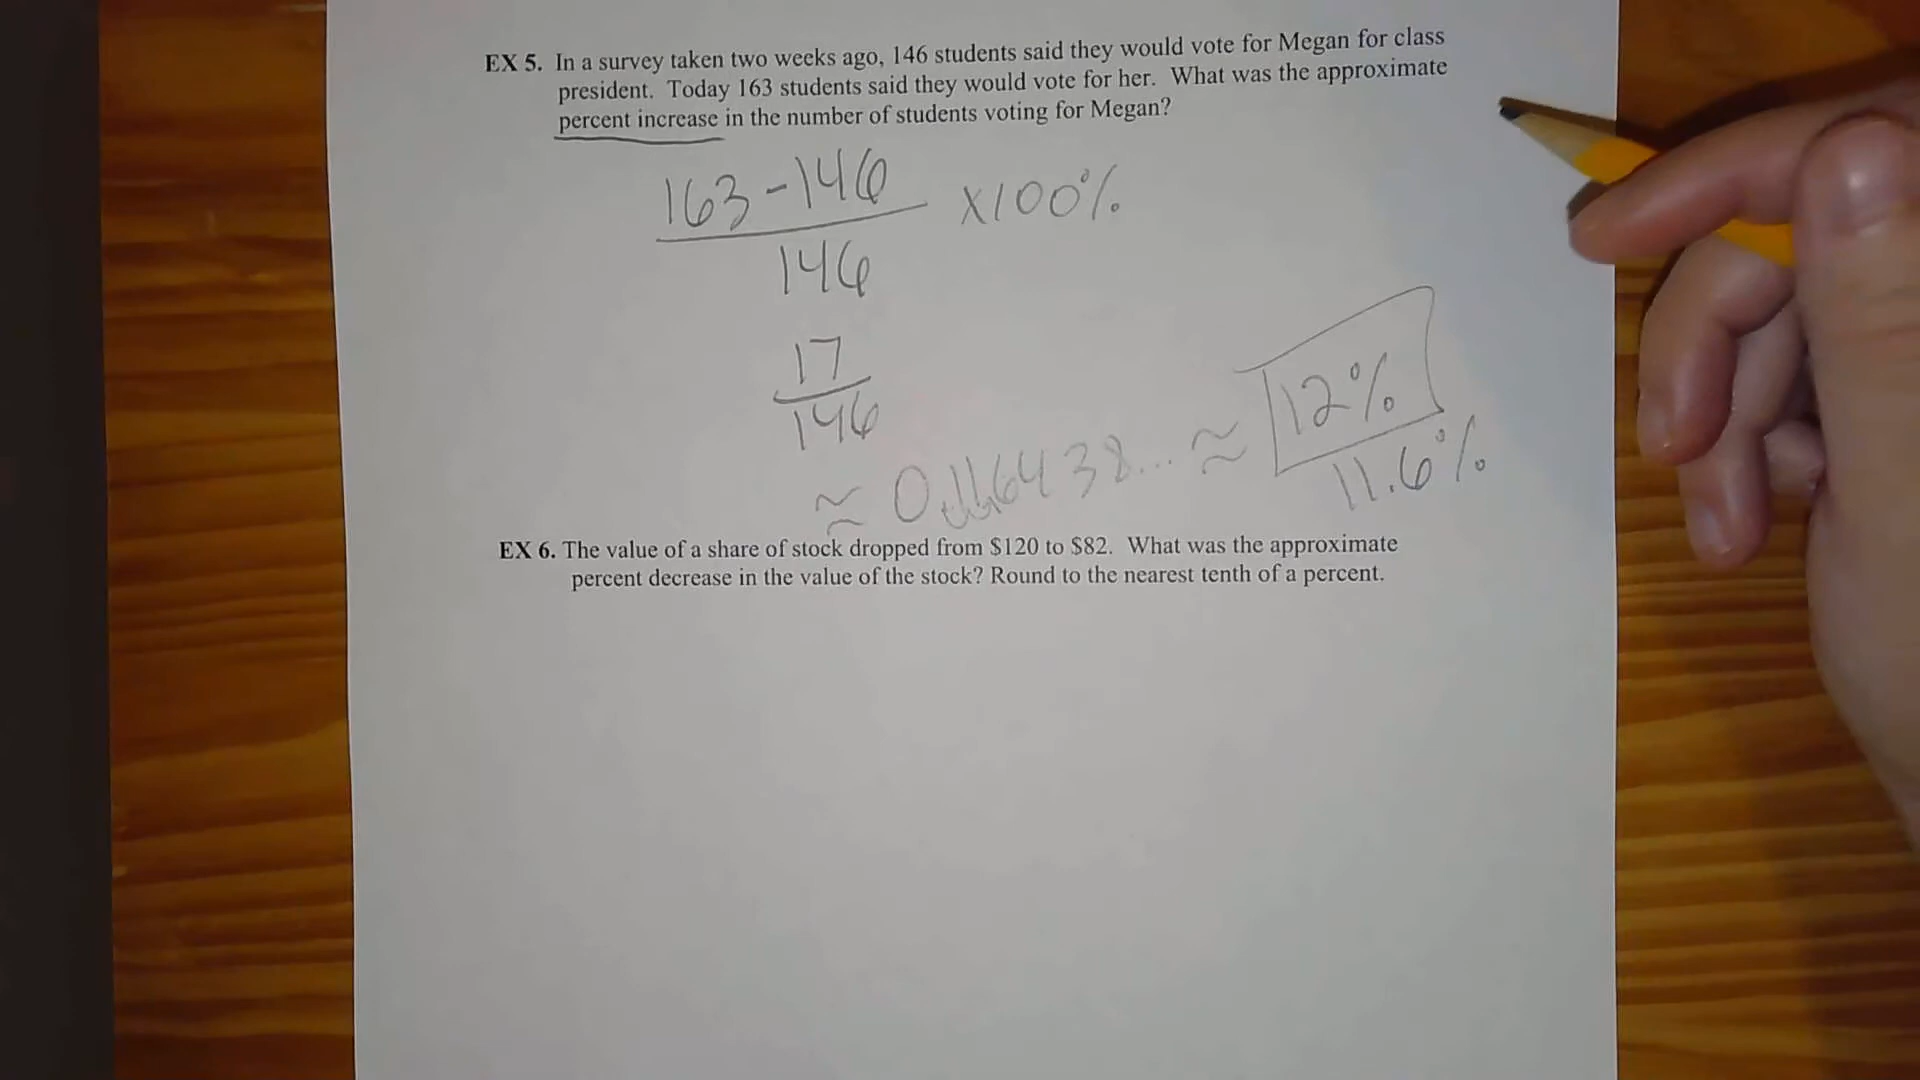 EX 5. In a survey taken two weeks ago, 146 students said they would vote for Megan for class
president. Today 163 students said they would vote for her. What was the approximate
percent increase in the number of students voting for Megan?
163-146 ×100%
146
17
146
≈ 0.116438... ≈ 12%
11.6%
EX 6. The value of a share of stock dropped from $120 to $82. What was the approximate
percent decrease in the value of the stock? Round to the nearest tenth of a percent.